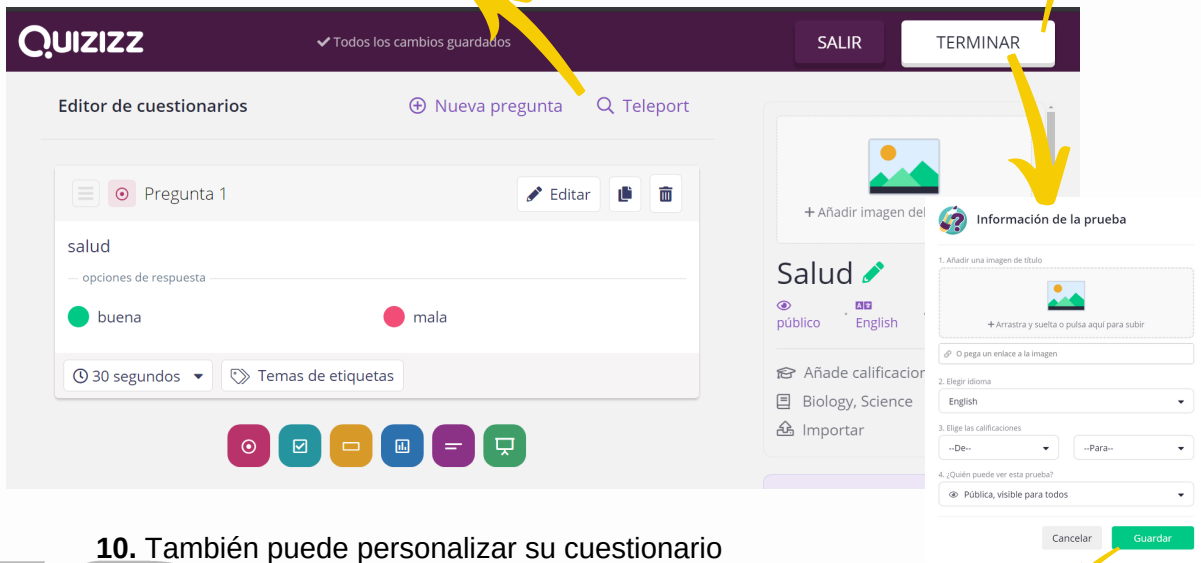 QUIZIZZ
Todos los cambios guardados
SALIR
TERMINAR
Editor de cuestionarios
Nueva pregunta
Teleport
Pregunta 1
Editar
salud
opciones de respuesta
buena
mala
30 segundos
Temas de etiquetas
+ Añadir imagen del
Salud
público
English
Añade calificacion
Biology, Science
Importar
Información de la prueba
1. Añadir una imagen de título
+ Arrastra y suelta o pulsa aquí para subir
O pega un enlace a la imagen
2. Elegir idioma
English
3. Elige las calificaciones
--De--
--Para--
4. ¿Quién puede ver esta prueba?
Pública, visible para todos
Cancelar
Guardar
10. También puede personalizar su cuestionario